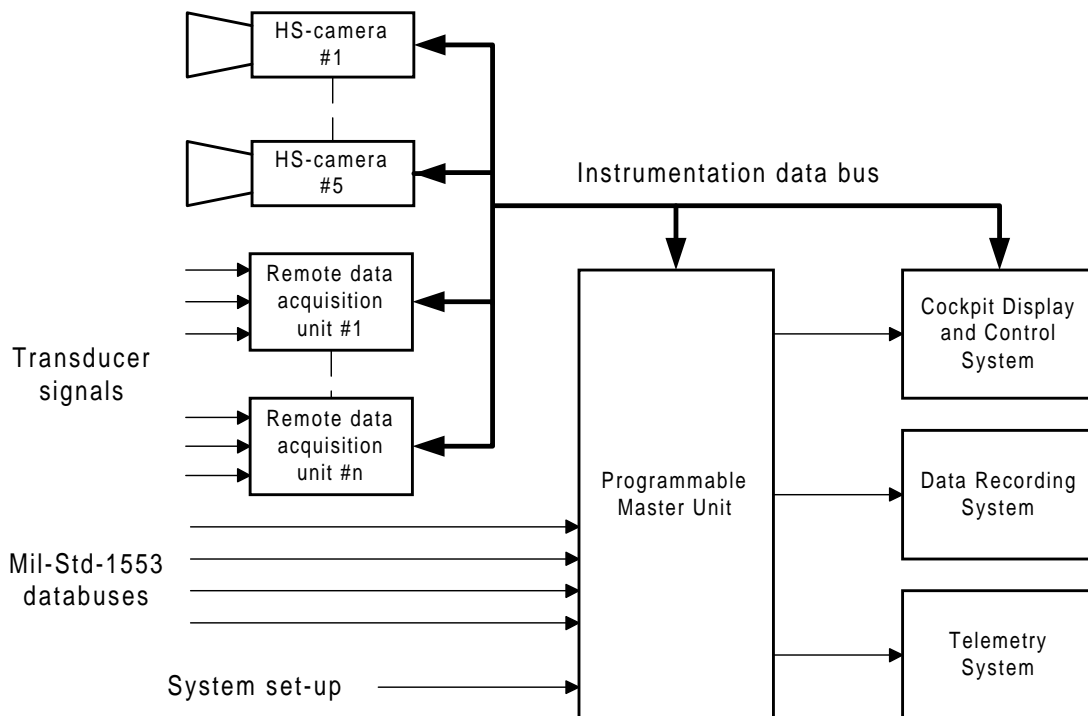 HS-camera
#1
HS-camera
#5
Instrumentation data bus
Remote data
acquisition
unit #1
Transducer
signals
Remote data
acquisition
unit #n
Mil-Std-1553
databuses
System set-up
Programmable
Master Unit
Cockpit Display
and Control
System
Data Recording
System
Telemetry
System